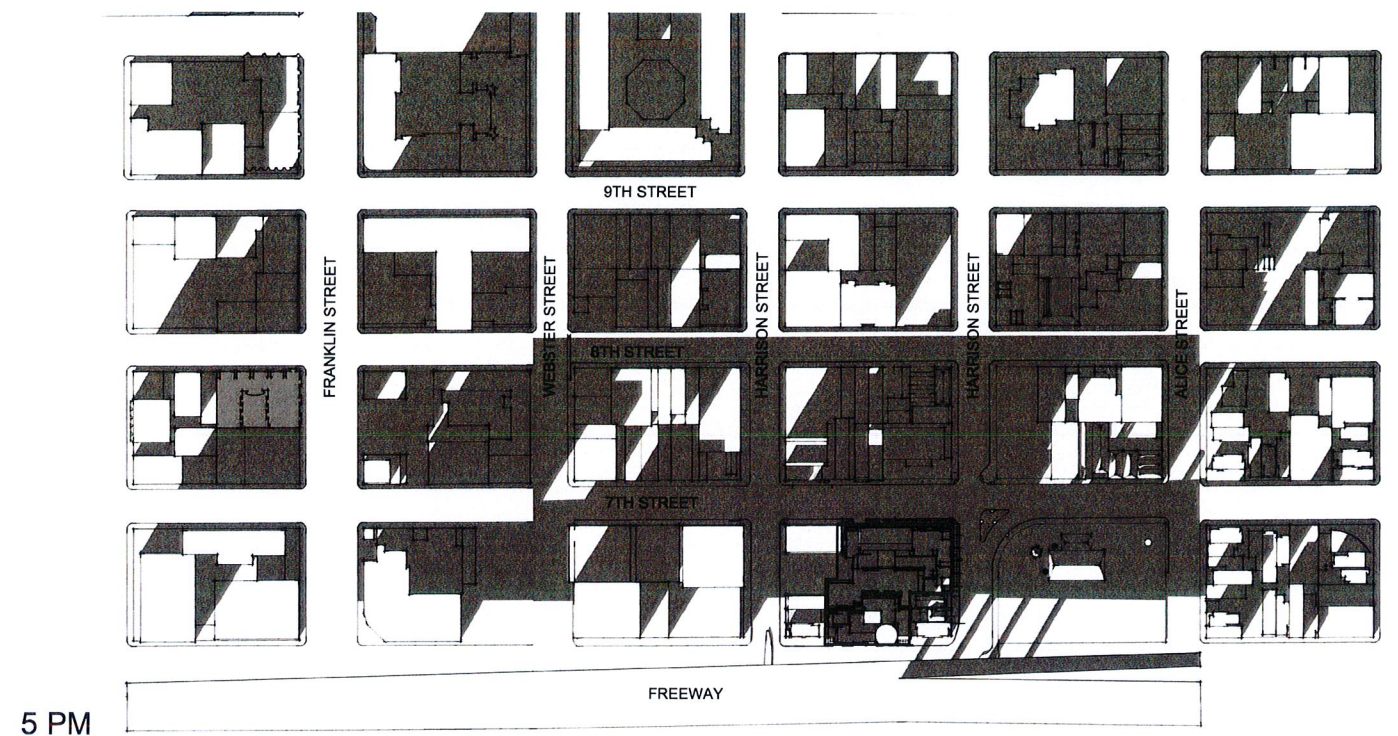 9TH STREET
FRANKLIN STREET
WEBSTER STREET
HARRISON STREET
HARRISON STREET
ALICE STREET
8TH STREET
7TH STREET
FREEWAY
5 PM